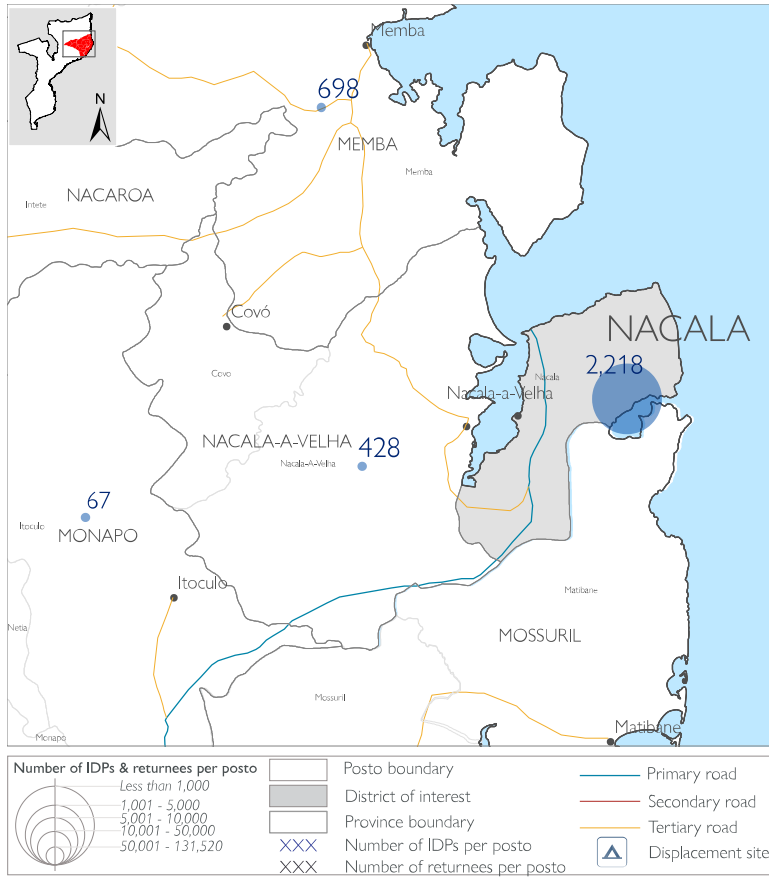 N
Memba
698
MEMBA
Memba
NACAROA
Intete
Covó
Covo
NACALA
2,218
Nacala
Nacala-a-Velha
NACALA-A-VELHA
428
Nacala-A-Velha
67
Itoculo
MONAPO
Itoculo
Matibane
Netia
MOSSURIL
Mossuril
Matibane
Monapo
Number of IDPs & returnees per posto
Less than 1,000
1,001 - 5,000
5,001 - 10,000
10,001 - 50,000
50,001 - 131,520
Posto boundary
District of interest
Province boundary
XXX Number of IDPs per posto
XXX Number of returnees per posto
Primary road
Secondary road
Tertiary road
Displacement site